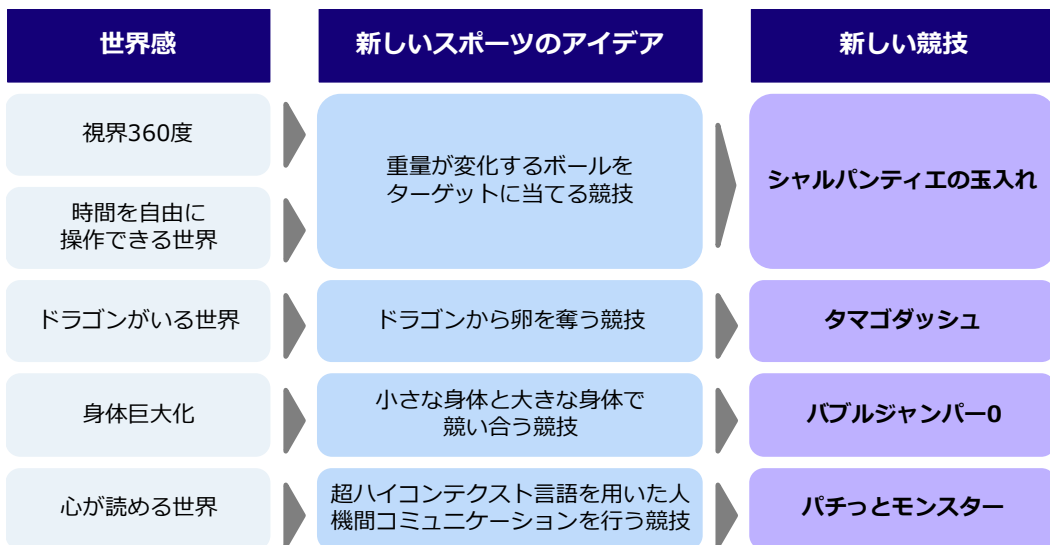 世界感
新しいスポーツのアイデア
新しい競技
視界360度
時間を自由に
操作できる世界
重量が変化するボールを
ターゲットに当てる競技
シャルパンティエの玉入れ
ドラゴンがいる世界
ドラゴンから卵を奪う競技
タマゴダッシュ
身体巨大化
小さな身体と大きな身体で
競い合う競技
バブルジャンパー0
心が読める世界
超ハイコンテクスト言語を用いた人
機間コミュニケーションを行う競技
パチっとモンスター